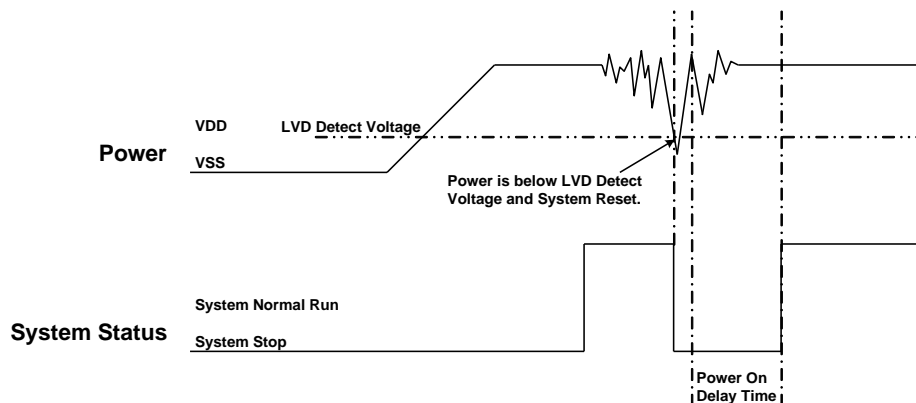 VDD
LVD Detect Voltage
Power
VSS
Power is below LVD Detect
Voltage and System Reset.
System Normal Run
System Status
System Stop
Power On
Delay Time